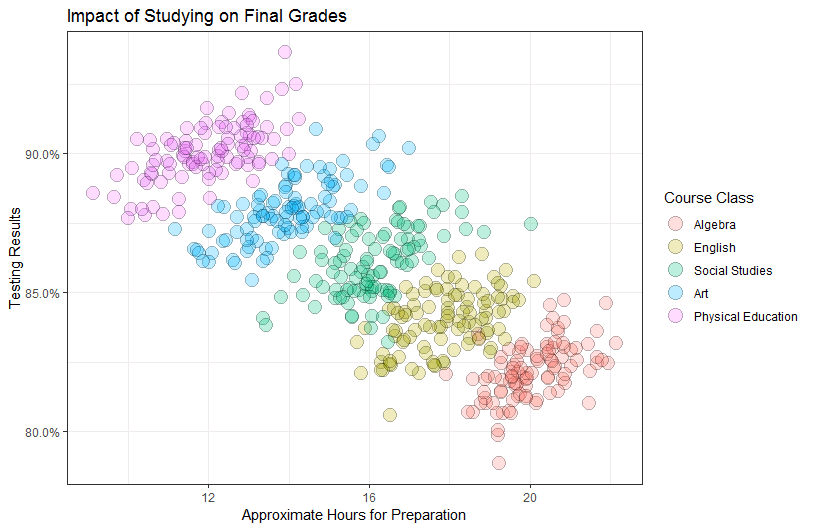 Impact of Studying on Final Grades
90.0%
85.0%
80.0%
Testing Results
12 16 20
Approximate Hours for Preparation
Course Class
Algebra
English
Social Studies
Art
Physical Education